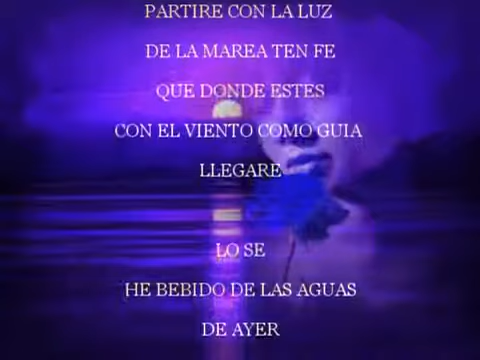 PARTIRE CON LA LUZ
DE LA MAREA TEN FE
QUE DONDE ESTES
CON EL VIENTO COMO GUIA
LLEGARE
LO SE
HE BEBIDO DE LAS AGUAS
DE AYER